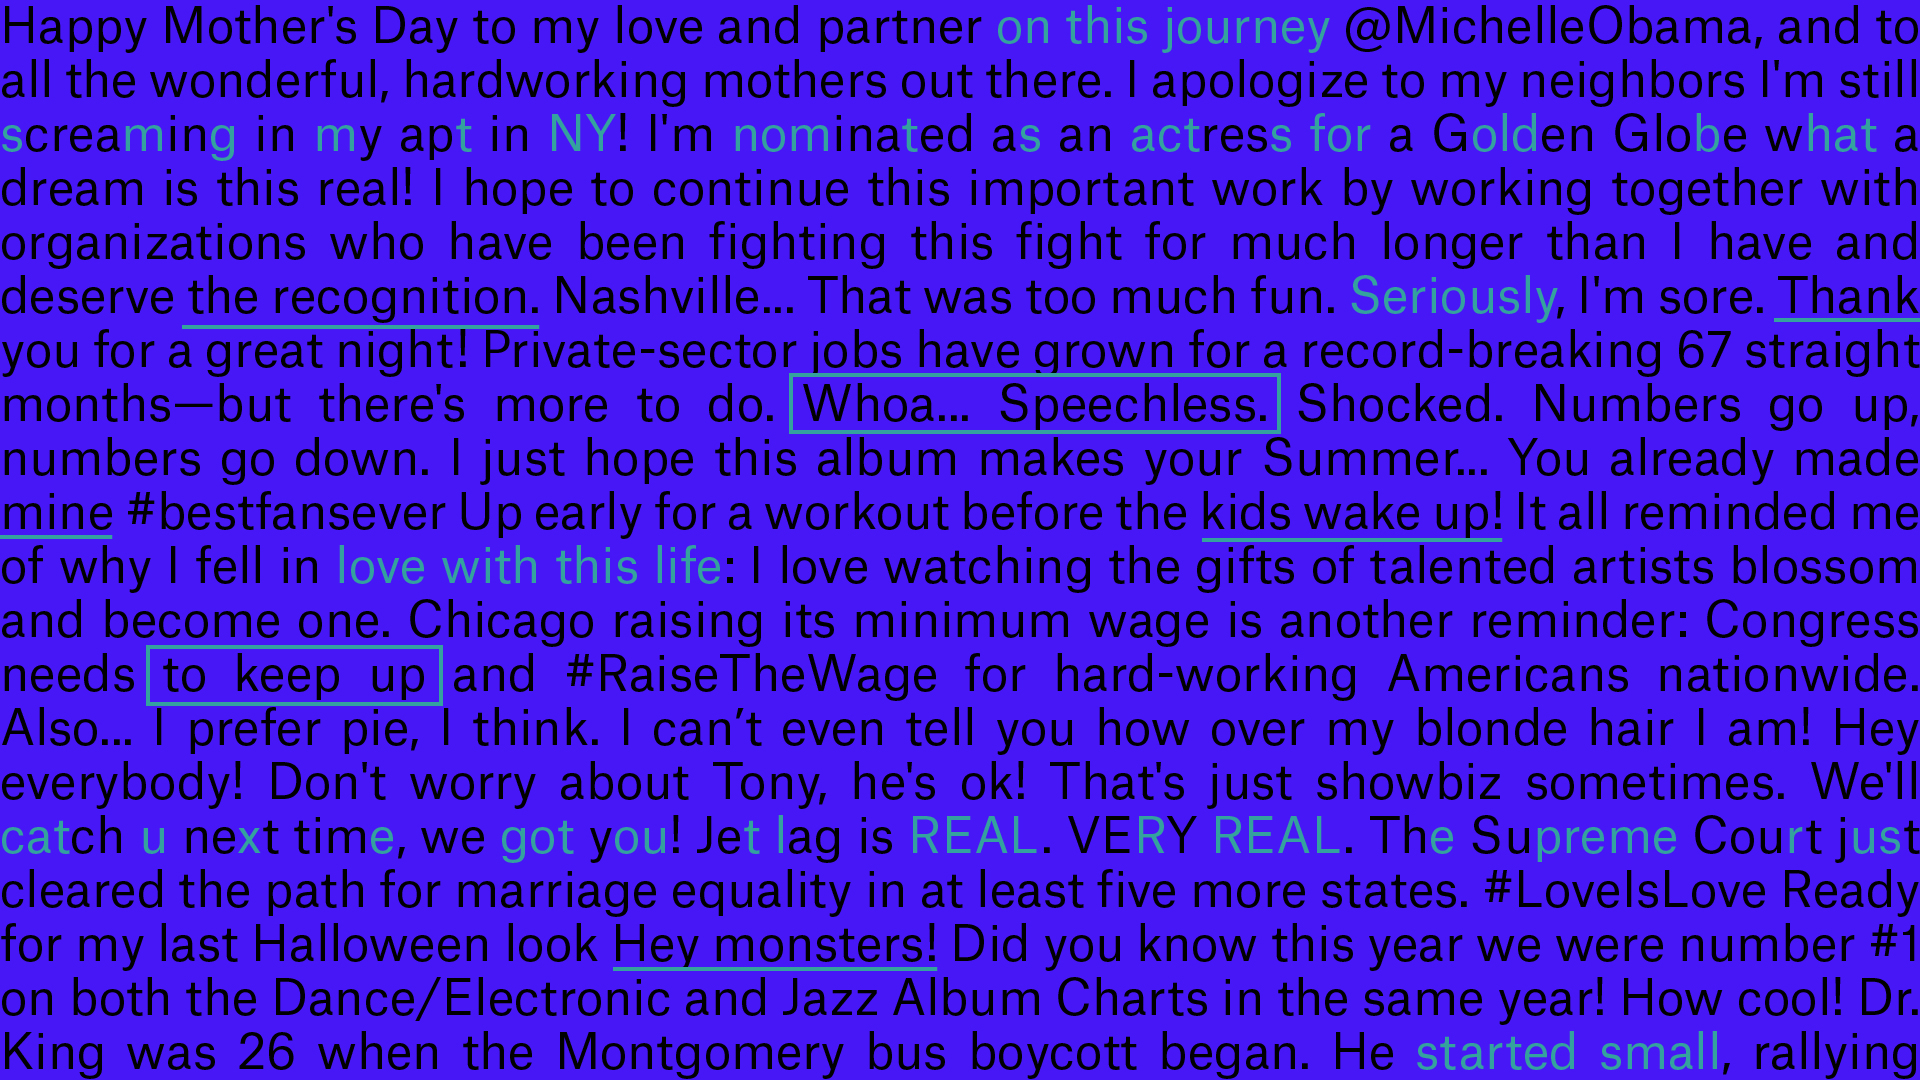 Happy Mother's Day to my love and partner on this journey @MichelleObama, and to
all the wonderful, hardworking mothers out there. I apologize to my neighbors I'm still
screaming in my apt in NY! I'm nominated as an actress for a Golden Globe what a
dream is this real! I hope to continue this important work by working together with
organizations who have been fighting this fight for much longer than I have and
deserve the recognition. Nashville... That was too much fun. Seriously, I'm sore. Thank
you for a great night! Private-sector jobs have grown for a record-breaking 67 straight
months—but there's more to do. Whoa... Speechless. Shocked. Numbers go up,
numbers go down. I just hope this album makes your Summer... You already made
mine #bestfansever Up early for a workout before the kids wake up! It all reminded me
of why I fell in love with this life: I love watching the gifts of talented artists blossom
and become one. Chicago raising its minimum wage is another reminder: Congress
needs to keep up and #RaiseTheWage for hard-working Americans nationwide.
Also... I prefer pie, I think. I can’t even tell you how over my blonde hair I am! Hey
everybody! Don't worry about Tony, he's ok! That's just showbiz sometimes. We'll
catch u next time, we got you! Jet lag is REAL. VERY REAL. The Supreme Court just
cleared the path for marriage equality in at least five more states. #LoveIsLove Ready
for my last Halloween look Hey monsters! Did you know this year we were number #1
on both the Dance/Electronic and Jazz Album Charts in the same year! How cool! Dr.
King was 26 when the Montgomery bus boycott began. He started small, rallying